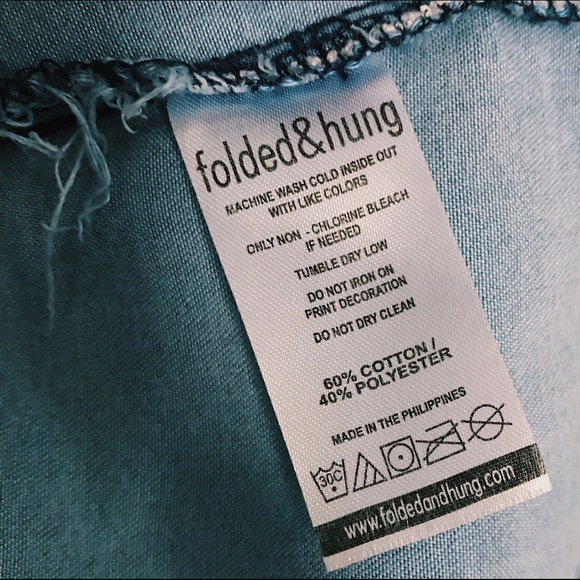 folded&hung
MACHINE WASH COLD INSIDE OUT
WITH LIKE COLORS
ONLY NON - CHLORINE BLEACH
IF NEEDED
TUMBLE DRY LOW
DO NOT IRON ON
PRINT DECORATION
DO NOT DRY CLEAN
60% COTTON /
40% POLYESTER
MADE IN THE PHILIPPINES
30C
www.foldedandhung.com